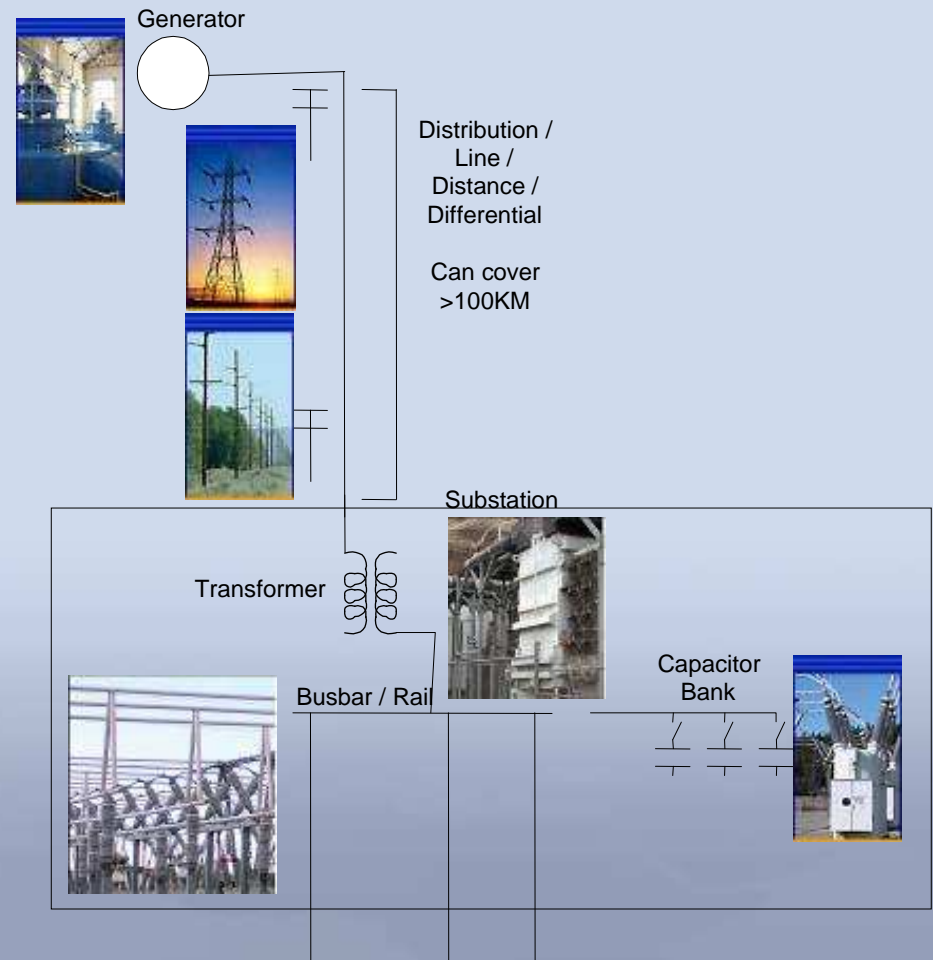 Generator
Distribution /
Line /
Distance /
Differential
Can cover
>100KM
Substation
Transformer
Capacitor
Bank
Busbar / Rail